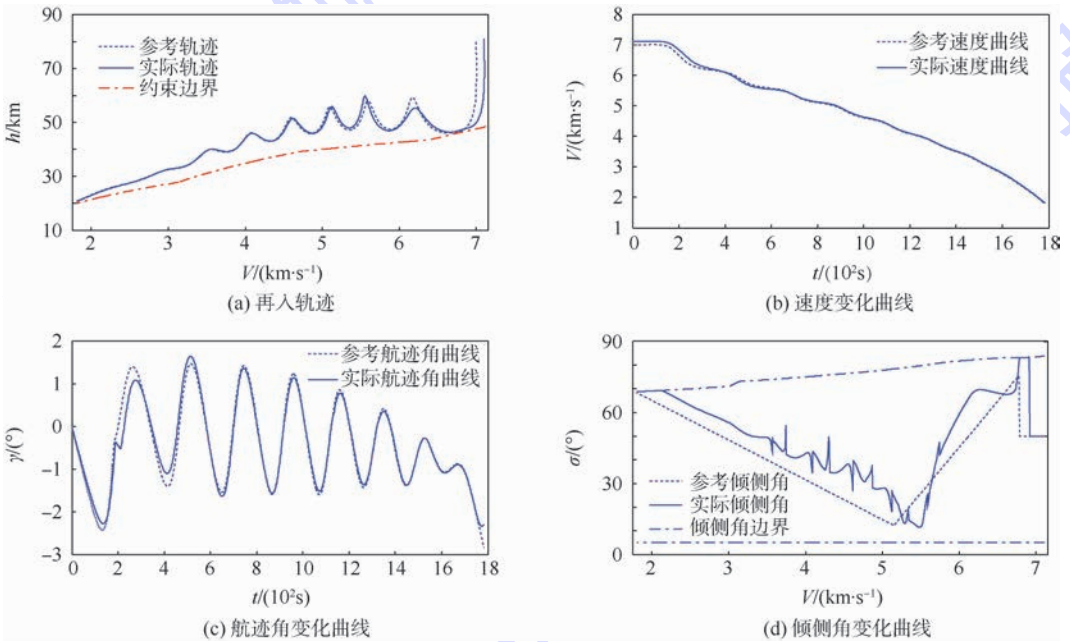 90
70
50
30
10
h/km
参考轨迹
实际轨迹
约束边界
2 3 4 5 6 7
V/(km·s⁻¹)
(a) 再入轨迹
8
7
6
5
4
3
2
1
V/(km·s⁻¹)
参考速度曲线
实际速度曲线
0 2 4 6 8 10 12 14 16 18
t/(10²s)
(b) 速度变化曲线
2
1
0
−1
−2
−3
γ/(°)
参考航迹角曲线
实际航迹角曲线
0 2 4 6 8 10 12 14 16 18
t/(10²s)
(c) 航迹角变化曲线
90
60
30
0
σ/(°)
参考倾侧角
实际倾侧角
倾侧角边界
2 3 4 5 6 7
V/(km·s⁻¹)
(d) 倾侧角变化曲线